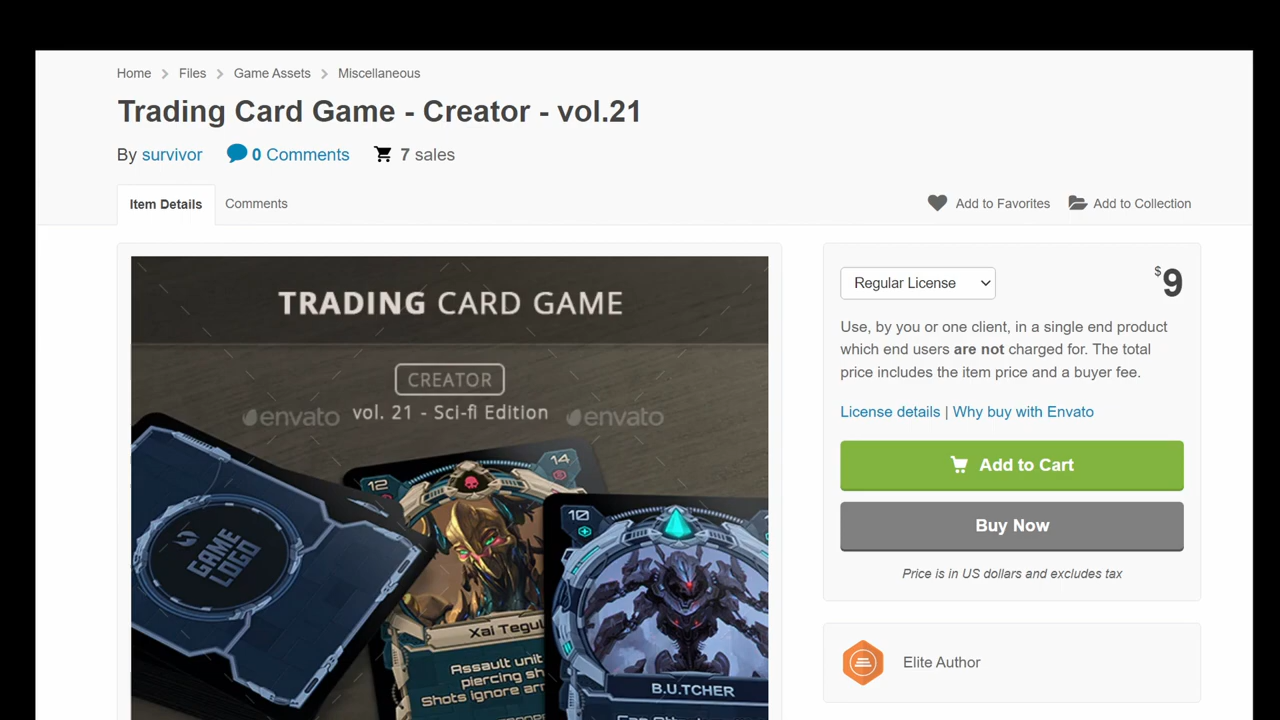 Home > Files > Game Assets > Miscellaneous
Trading Card Game - Creator - vol.21
By survivor 0 Comments 7 sales
Item Details Comments Add to Favorites Add to Collection
TRADING CARD GAME
CREATOR
envato vol. 21 - Sci-fi Edition envato
GAME
LOGO
12
14
Xai Tegul
Assault unit
piercing sh
Shots ignore arm
10
B.U.TCHER
Regular License
$9
Use, by you or one client, in a single end product
which end users are not charged for. The total
price includes the item price and a buyer fee.
License details | Why buy with Envato
Add to Cart
Buy Now
Price is in US dollars and excludes tax
Elite Author